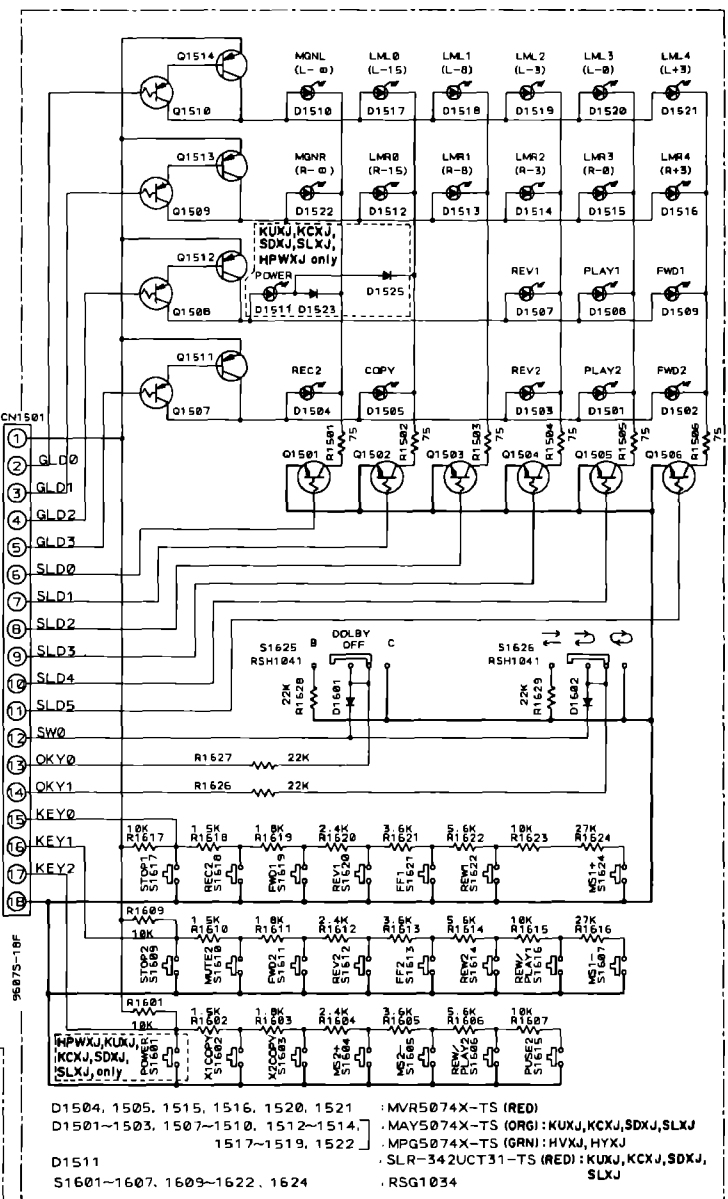 Q1514
MGNL LML0 LML1 LML2 LML3 LML4
(L-∞) (L-15) (L-8) (L-3) (L-0) (L+3)
Q1510 D1510 D1517 D1518 D1519 D1520 D1521
Q1513
MGNR LMR0 LMR1 LMR2 LMR3 LMR4
(R-∞) (R-15) (R-8) (R-3) (R-0) (R+3)
Q1509 D1522 D1512 D1513 D1514 D1515 D1516
KUXJ,KCXJ,
SDXJ,SLXJ,
HPWXJ only
Q1512
POWER REV1 PLAY1 FWD1
D1525
Q1508 D1511 D1523 D1507 D1508 D1509
Q1511
REC2 COPY REV2 PLAY2 FWD2
Q1507 D1504 D1505 D1503 D1501 D1502
R1501 75 R1502 75 R1503 75 R1504 75 R1505 75 R1506 75
Q1501 Q1502 Q1503 Q1504 Q1505 Q1506
CN1501
1
2 GLD0
3 GLD1
4 GLD2
5 GLD3
6 SLD0
7 SLD1
8 SLD2
9 SLD3
10 SLD4
11 SLD5
12 SW0
13 OKY0
14 OKY1
15 KEY0
16 KEY1
17 KEY2
18
96075-18F
DOLBY
S1625 B OFF C
RSH1041
22K R1628 D1601
S1626
RSH1041
22K R1629 D1602
R1627 22K
R1626 22K
10K 1.5K 1.8K 2.4K 3.6K 5.6K 10K 27K
R1617 R1618 R1619 R1620 R1621 R1622 R1623 R1624
STOP1 REC2 FWD1 REV1 FF1 REW1 MS1+
S1617 S1618 S1619 S1620 S1621 S1622 S1624
R1609
10K 1.5K 1.8K 2.4K 3.6K 5.6K 10K 27K
R1610 R1611 R1612 R1613 R1614 R1615 R1616
STOP2 MUTE2 FWD2 REV2 FF2 REW2 REW/PLAY1 MS1-
S1609 S1610 S1611 S1612 S1613 S1614 S1616 S1607
R1601
10K 1.5K 1.8K 2.4K 3.6K 5.6K 10K
R1602 R1603 R1604 R1605 R1606 R1607
HPWXJ,KUXJ,
KCXJ,SDXJ,
SLXJ,only
POWER X1COPY X2COPY MS2+ MS2- REW/PLAY2 PUSE2
S1601 S1602 S1603 S1604 S1605 S1606 S1615
D1504, 1505, 1515, 1516, 1520, 1521 :MVR5074X-TS (RED)
D1501~1503, 1507~1510, 1512~1514, :MAY5074X-TS (ORG):KUXJ,KCXJ,SDXJ,SLXJ
1517~1519, 1522 :MPG5074X-TS (GRN):HVXJ,HYXJ
D1511 :SLR-342UCT31-TS (RED):KUXJ,KCXJ,SDXJ,
SLXJ
S1601~1607, 1609~1622, 1624 :RSG1034